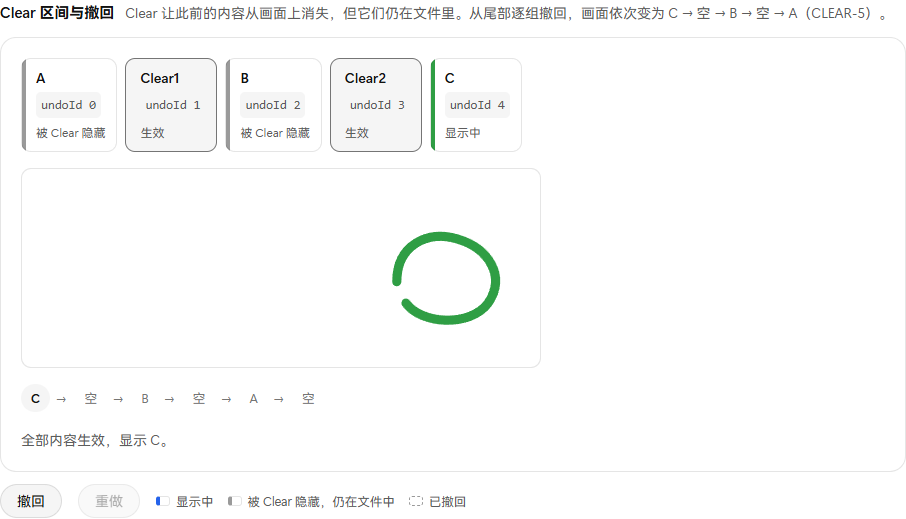 Clear 区间与撤回 Clear 让此前的内容从画面上消失，但它们仍在文件里。从尾部逐组撤回，画面依次变为 C → 空 → B → 空 → A（CLEAR-5）。
A Clear1 B Clear2 C
undoId 0 undoId 1 undoId 2 undoId 3 undoId 4
被 Clear 隐藏 生效 被 Clear 隐藏 生效 显示中
C → 空 → B → 空 → A → 空
全部内容生效，显示 C。
撤回 重做 显示中 被 Clear 隐藏，仍在文件中 已撤回